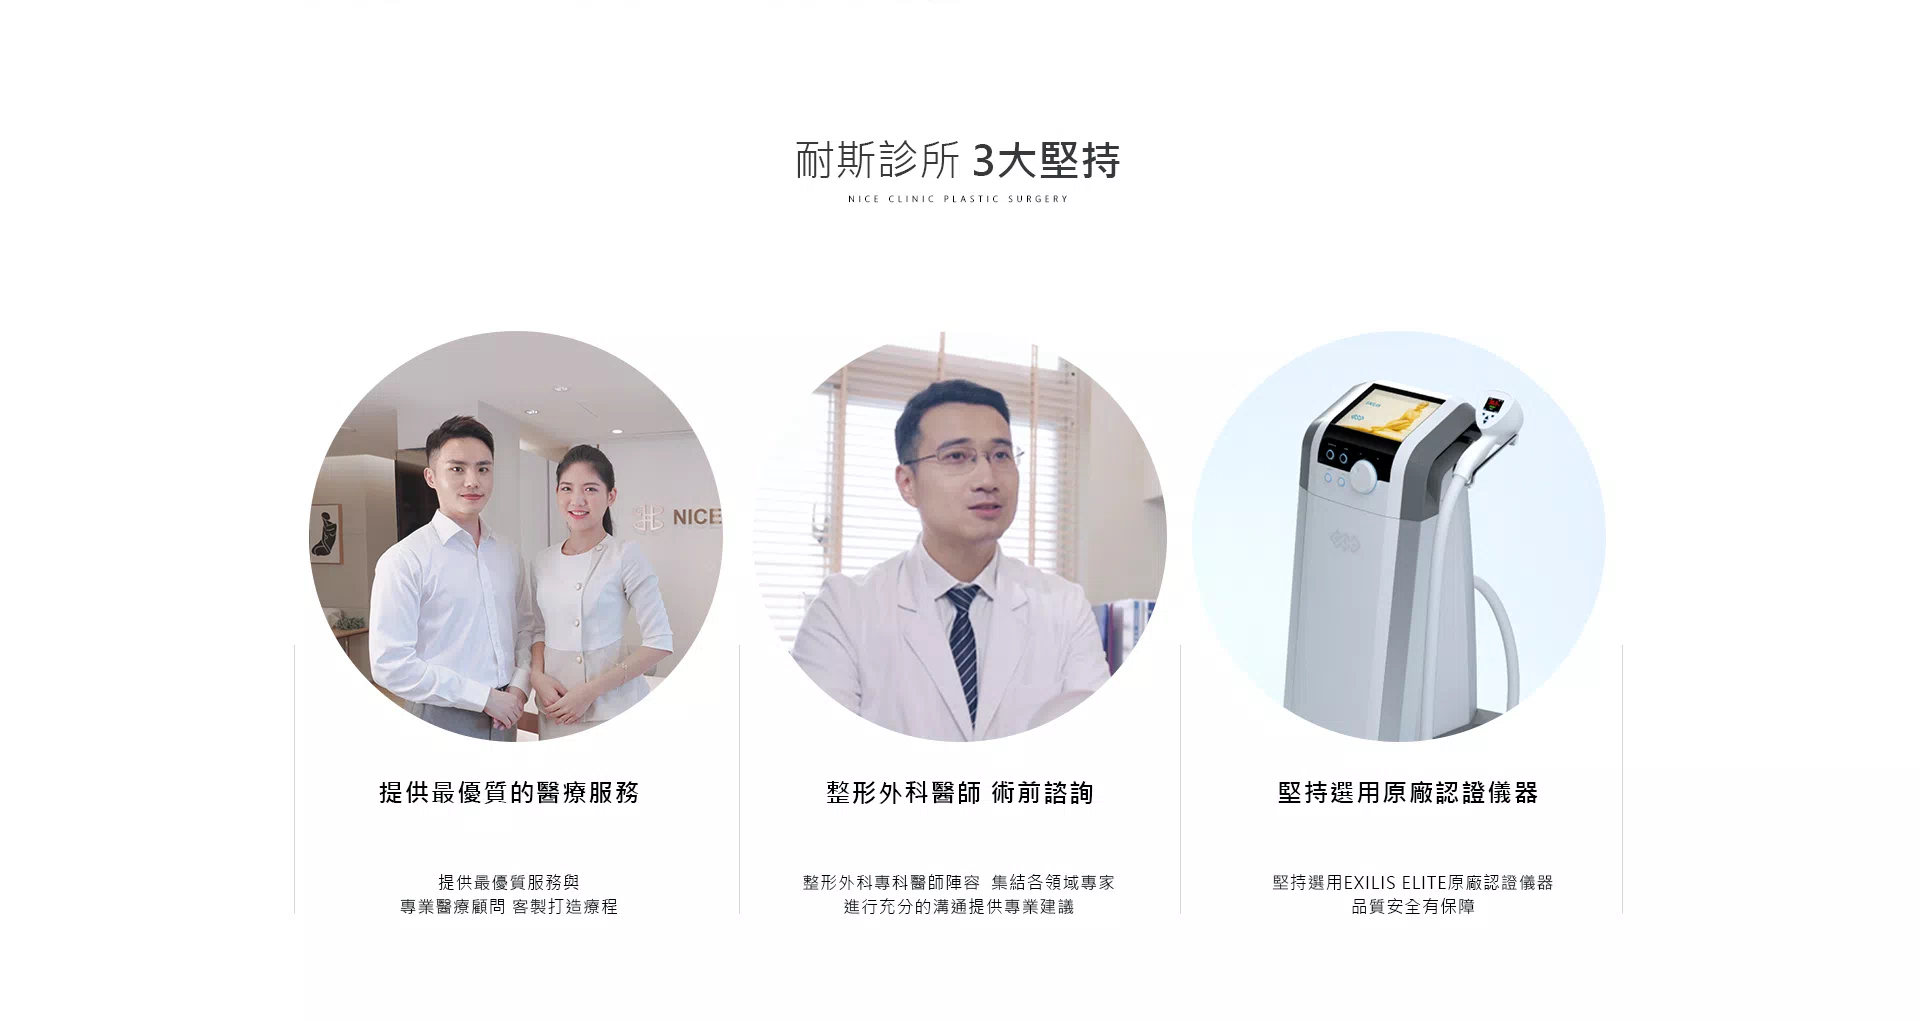 耐斯診所 3大堅持
NICE CLINIC PLASTIC SURGERY
NICE
提供最優質的醫療服務
提供最優質服務與
專業醫療顧問 客製打造療程
整形外科醫師 術前諮詢
整形外科專科醫師陣容 集結各領域專家
進行充分的溝通提供專業建議
堅持選用原廠認證儀器
堅持選用EXILIS ELITE原廠認證儀器
品質安全有保障